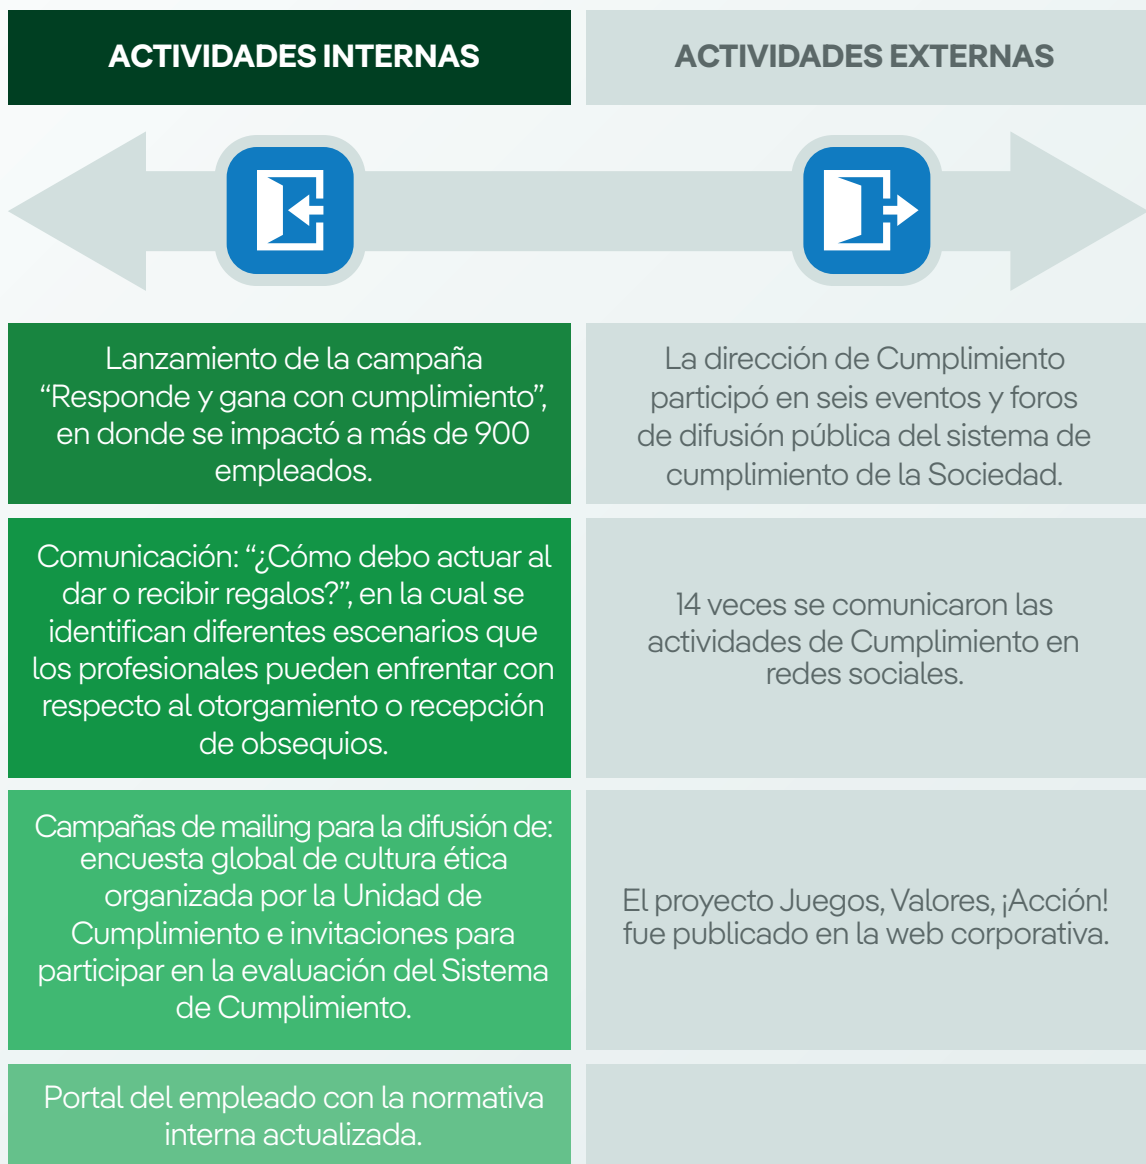 ACTIVIDADES INTERNAS
ACTIVIDADES EXTERNAS
Lanzamiento de la campaña
“Responde y gana con cumplimiento”,
en donde se impactó a más de 900
empleados.
La dirección de Cumplimiento
participó en seis eventos y foros
de difusión pública del sistema de
cumplimiento de la Sociedad.
Comunicación: “¿Cómo debo actuar al
dar o recibir regalos?”, en la cual se
identifican diferentes escenarios que
los profesionales pueden enfrentar con
respecto al otorgamiento o recepción
de obsequios.
14 veces se comunicaron las
actividades de Cumplimiento en
redes sociales.
Campañas de mailing para la difusión de:
encuesta global de cultura ética
organizada por la Unidad de
Cumplimiento e invitaciones para
participar en la evaluación del Sistema
de Cumplimiento.
El proyecto Juegos, Valores, ¡Acción!
fue publicado en la web corporativa.
Portal del empleado con la normativa
interna actualizada.